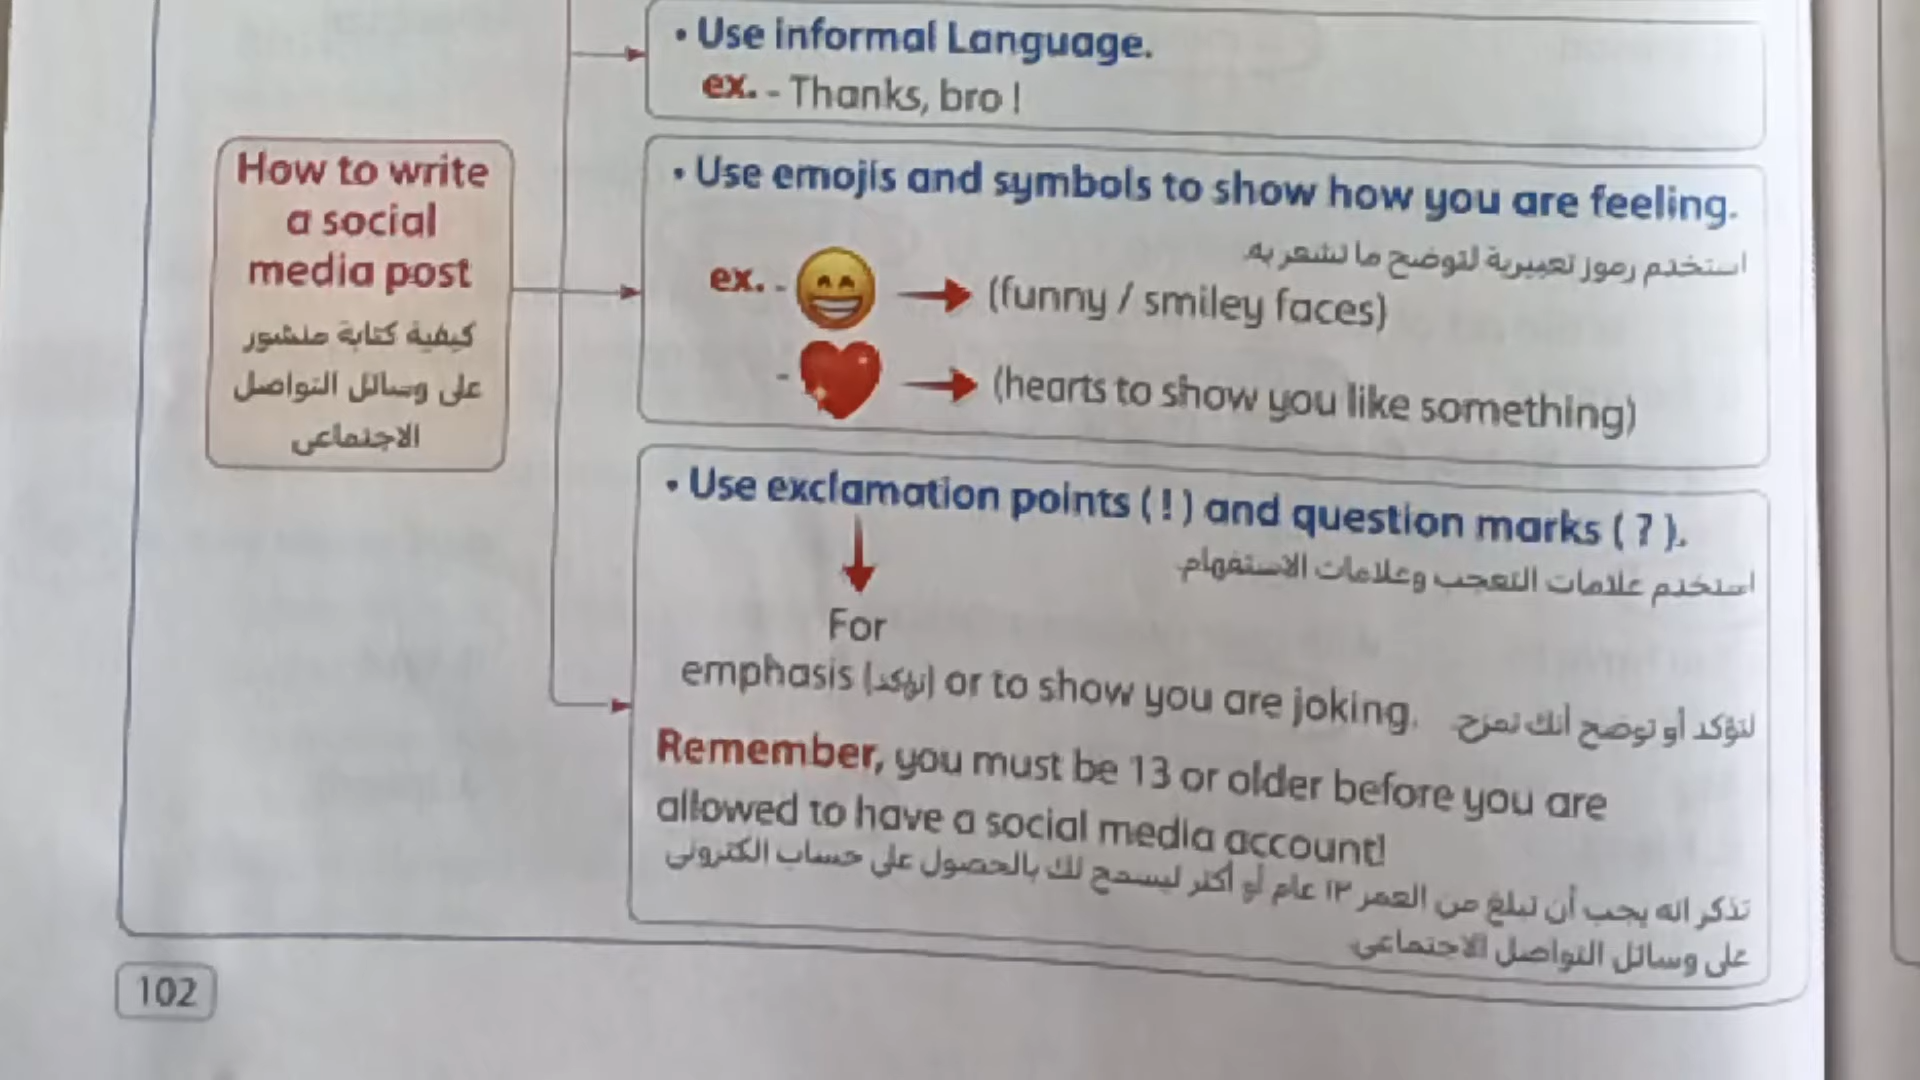 • Use informal Language.
ex. - Thanks, bro !
How to write
a social
media post
كيفية كتابة منشور
على وسائل التواصل
الاجتماعى
• Use emojis and symbols to show how you are feeling.
استخدم رموز تعبيرية لتوضح ما تشعر به.
ex. - 😁 → (funny / smiley faces)
- ❤ → (hearts to show you like something)
• Use exclamation points ( ! ) and question marks ( ? ).
استخدم علامات التعجب وعلامات الاستفهام.
For
emphasis (تؤكد) or to show you are joking.
لتؤكد أو توضح أنك تمزح
Remember, you must be 13 or older before you are
allowed to have a social media account!
تذكر انه يجب أن تبلغ من العمر ١٣ عام أو أكثر ليسمح لك بالحصول على حساب الكترونى
على وسائل التواصل الاجتماعى.
102